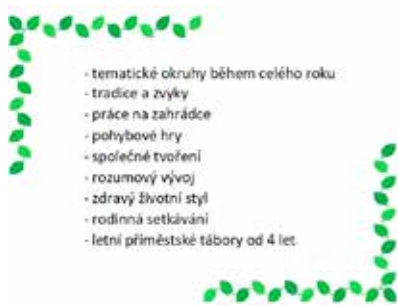 - tematické okruhy během celého roku
- tradice a zvyky
- práce na zahrádce
- pohybové hry
- společné tvoření
- rozumový vývoj
- zdravý životní styl
- rodinná setkávání
- letní příměstské tábory od 4 let